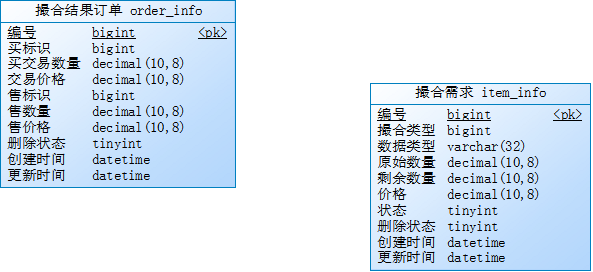 撮合结果订单 order_info
编号 bigint <pk>
买标识 bigint
买交易数量 decimal(10,8)
交易价格 decimal(10,8)
售标识 bigint
售数量 decimal(10,8)
售价格 decimal(10,8)
删除状态 tinyint
创建时间 datetime
更新时间 datetime
撮合需求 item_info
编号 bigint <pk>
撮合类型 bigint
数据类型 varchar(32)
原始数量 decimal(10,8)
剩余数量 decimal(10,8)
价格 decimal(10,8)
状态 tinyint
删除状态 tinyint
创建时间 datetime
更新时间 datetime